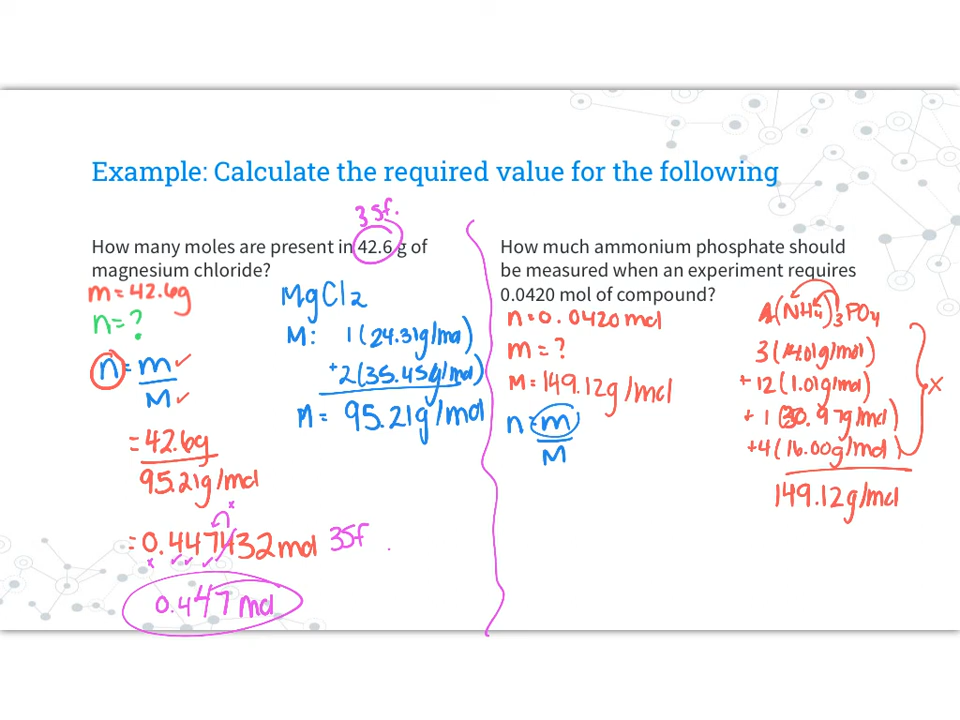 Example: Calculate the required value for the following
3 sf.
How many moles are present in 42.6 g of
magnesium chloride?
m = 42.6g
n = ?
n = m
M
= 42.6g
95.21g/mol
= 0.447432 mol 3sf
0.447 mol
MgCl2
M: 1(24.31g/mol)
+2(35.45g/mol)
M = 95.21g/mol
How much ammonium phosphate should
be measured when an experiment requires
0.0420 mol of compound?
n = 0.0420 mol
m = ?
M = 149.12g/mol
n = m
M
(NH4)3PO4
3(14.01g/mol)
+ 12(1.01g/mol)
+ 1(30.97g/mol)
+4(16.00g/mol)
x
149.12g/mol